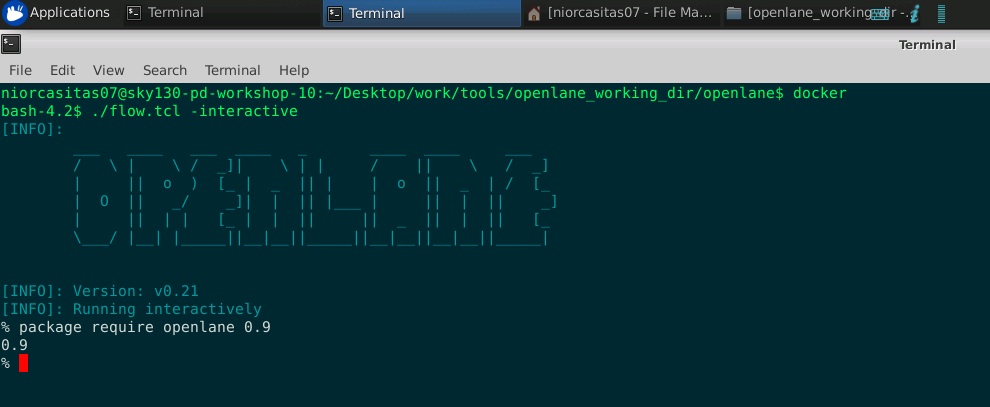 Applications Terminal Terminal [niorcasitas07 - File Ma... [openlane_working_dir -...
Terminal
File Edit View Search Terminal Help
niorcasitas07@sky130-pd-workshop-10:~/Desktop/work/tools/openlane_working_dir/openlane$ docker
bash-4.2$ ./flow.tcl -interactive
[INFO]:
OPENLANE
[INFO]: Version: v0.21
[INFO]: Running interactively
% package require openlane 0.9
0.9
%